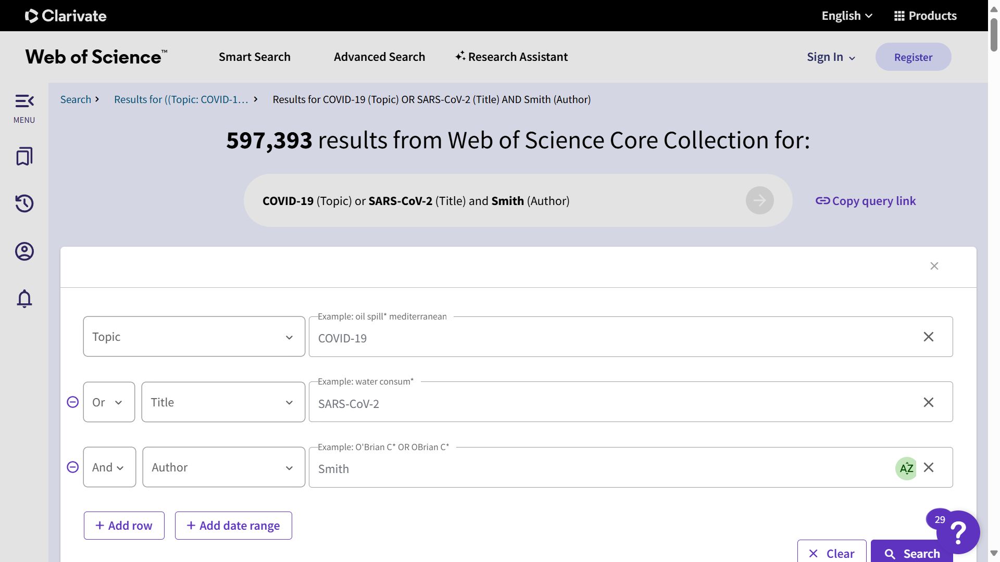 Clarivate
English
Products
Web of Science™
Smart Search
Advanced Search
Research Assistant
Sign In
Register
MENU
Search
Results for ((Topic: COVID-1…
Results for COVID-19 (Topic) OR SARS-CoV-2 (Title) AND Smith (Author)
597,393 results from Web of Science Core Collection for:
COVID-19 (Topic) or SARS-CoV-2 (Title) and Smith (Author)
Copy query link
Topic
Example: oil spill* mediterranean
COVID-19
Or
Title
Example: water consum*
SARS-CoV-2
And
Author
Example: O'Brian C* OR OBrian C*
Smith
AZ
+ Add row
+ Add date range
29
?
Clear
Search